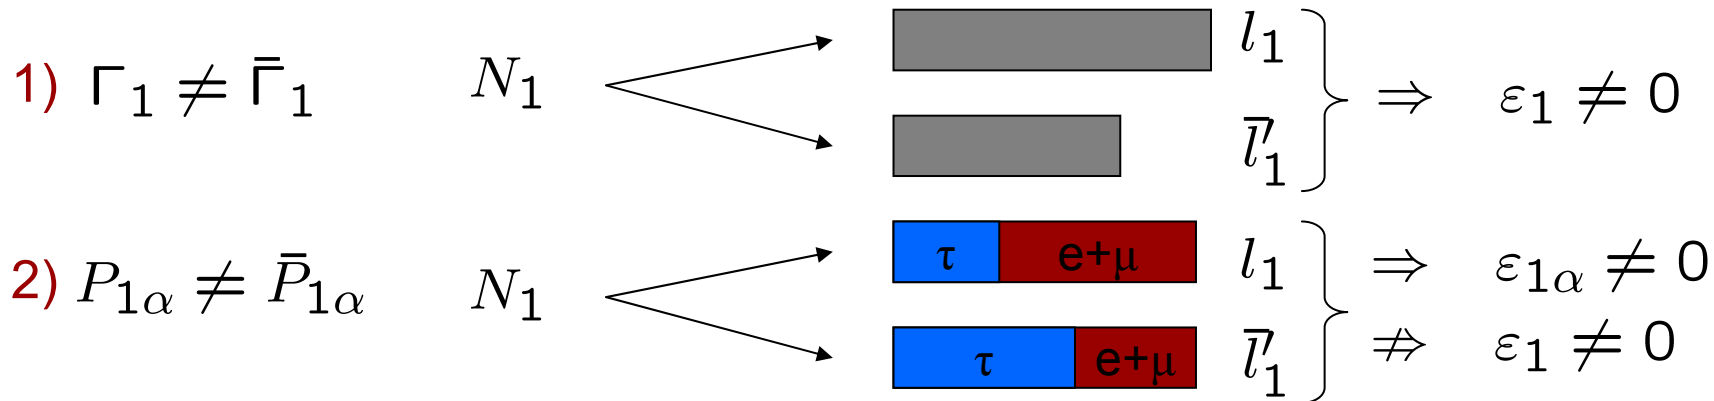 1) Γ₁ ≠ Γ̄₁ N₁ l₁ ⇒ ε₁ ≠ 0
l̄′₁
2) P₁α ≠ P̄₁α N₁ τ e+μ l₁ ⇒ ε₁α ≠ 0
τ e+μ l̄′₁ ⇏ ε₁ ≠ 0